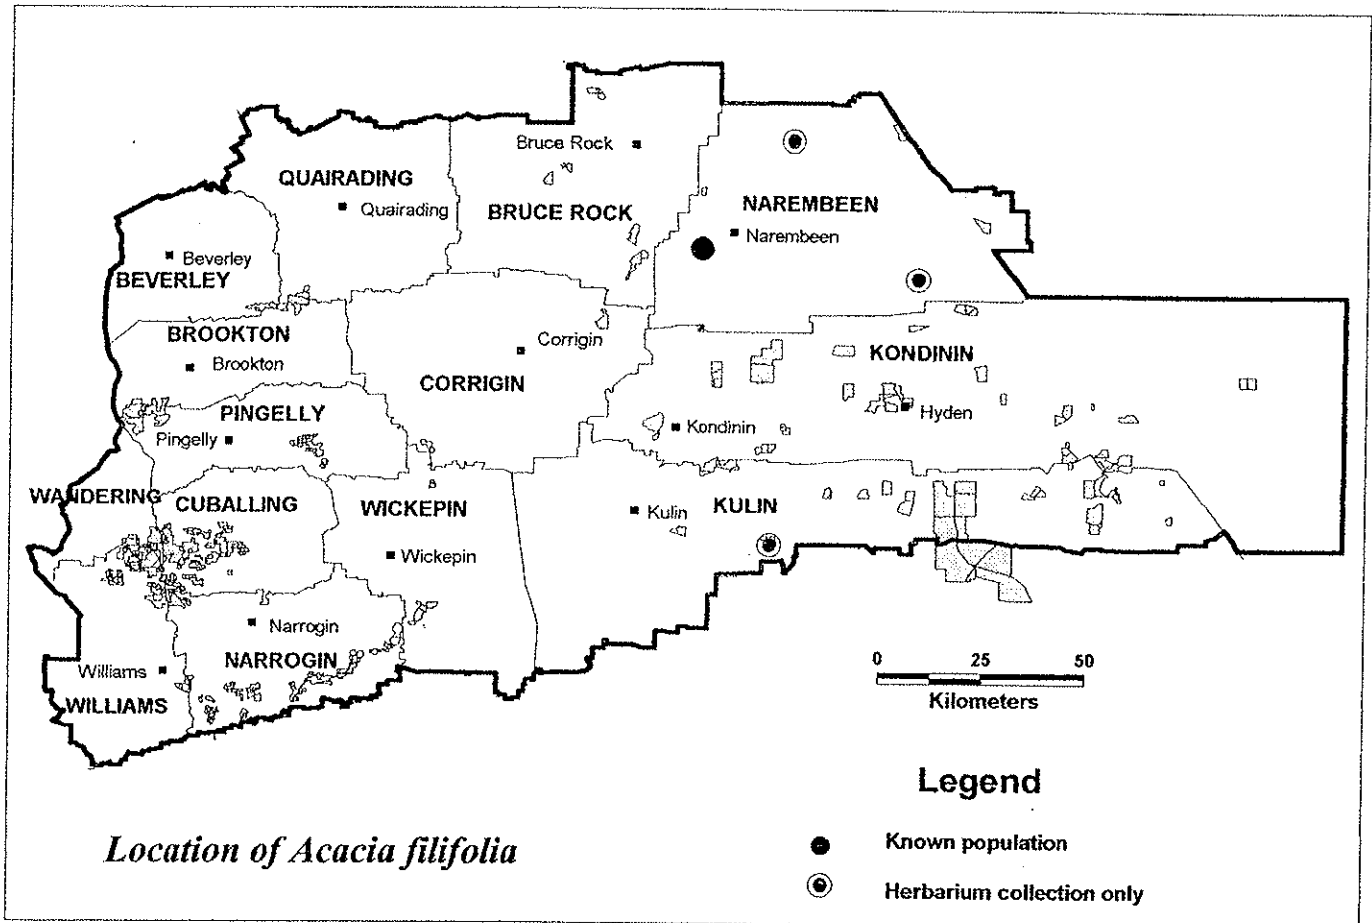 Bruce Rock
QUAIRADING
Quairading
BRUCE ROCK
NAREMBEEN
Narembeen
Beverley
BEVERLEY
BROOKTON
Brookton
Corrigin
CORRIGIN
KONDININ
Hyden
PINGELLY
Pingelly
Kondinin
WANDERING
CUBALLING
WICKEPIN
Kulin
KULIN
Wickepin
Narrogin
NARROGIN
Williams
WILLIAMS
0 25 50
Kilometers
Legend
Known population
Herbarium collection only
Location of Acacia filifolia